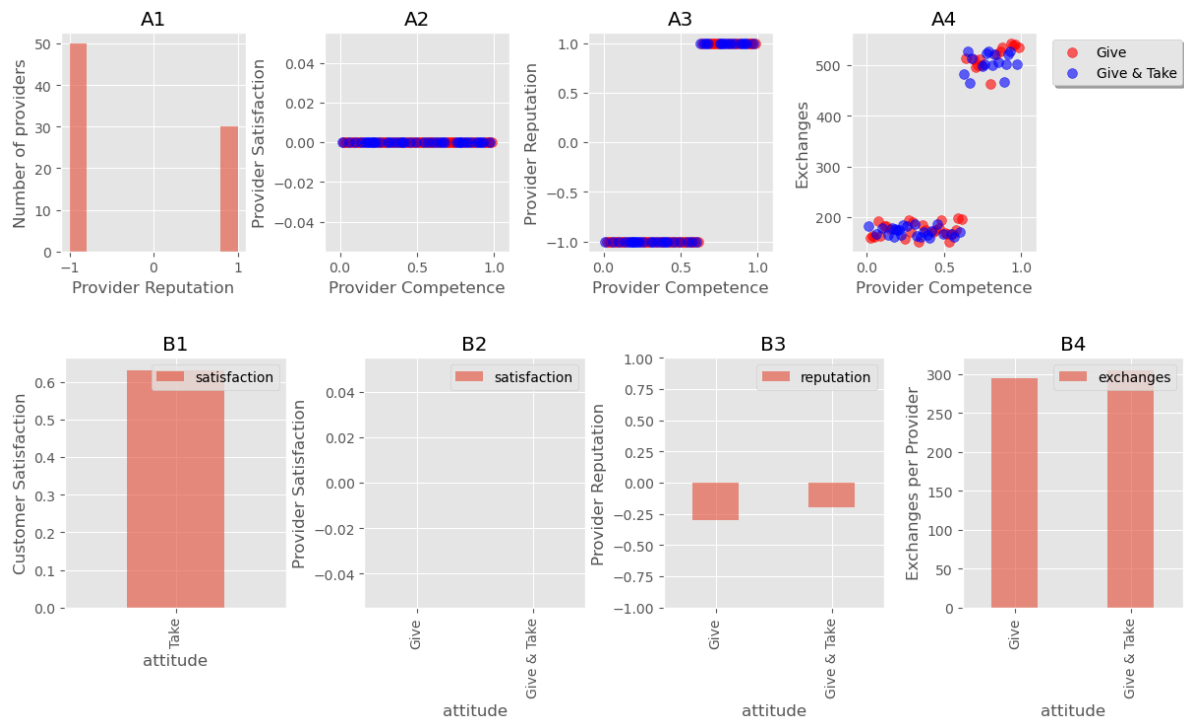 A1
A2
A3
A4
Number of providers
50
40
30
20
10
0
−1
0
1
Provider Reputation
Provider Satisfaction
0.04
0.02
0.00
−0.02
−0.04
0.0
0.5
1.0
Provider Competence
Provider Reputation
1.0
0.5
0.0
−0.5
−1.0
0.0
0.5
1.0
Provider Competence
Exchanges
500
400
300
200
0.0
0.5
1.0
Provider Competence
Give
Give & Take
B1
B2
B3
B4
Customer Satisfaction
0.6
0.5
0.4
0.3
0.2
0.1
0.0
satisfaction
Take
attitude
Provider Satisfaction
0.04
0.02
0.00
−0.02
−0.04
satisfaction
Give
Give & Take
attitude
Provider Reputation
1.00
0.75
0.50
0.25
0.00
−0.25
−0.50
−0.75
−1.00
reputation
Give
Give & Take
attitude
Exchanges per Provider
300
250
200
150
100
50
0
exchanges
Give
Give & Take
attitude